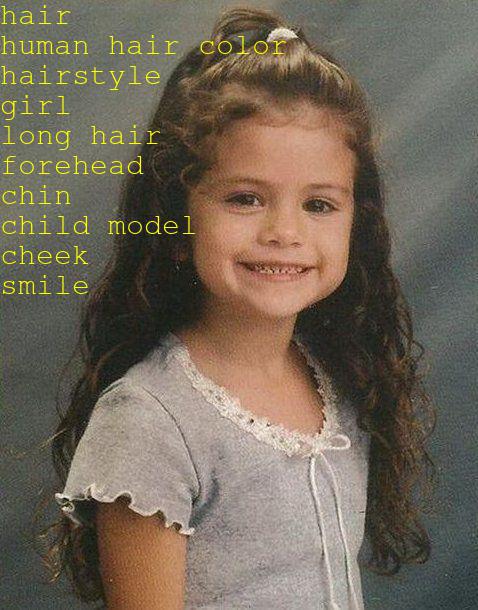 hair
human hair color
hairstyle
girl
long hair
forehead
chin
child model
cheek
smile